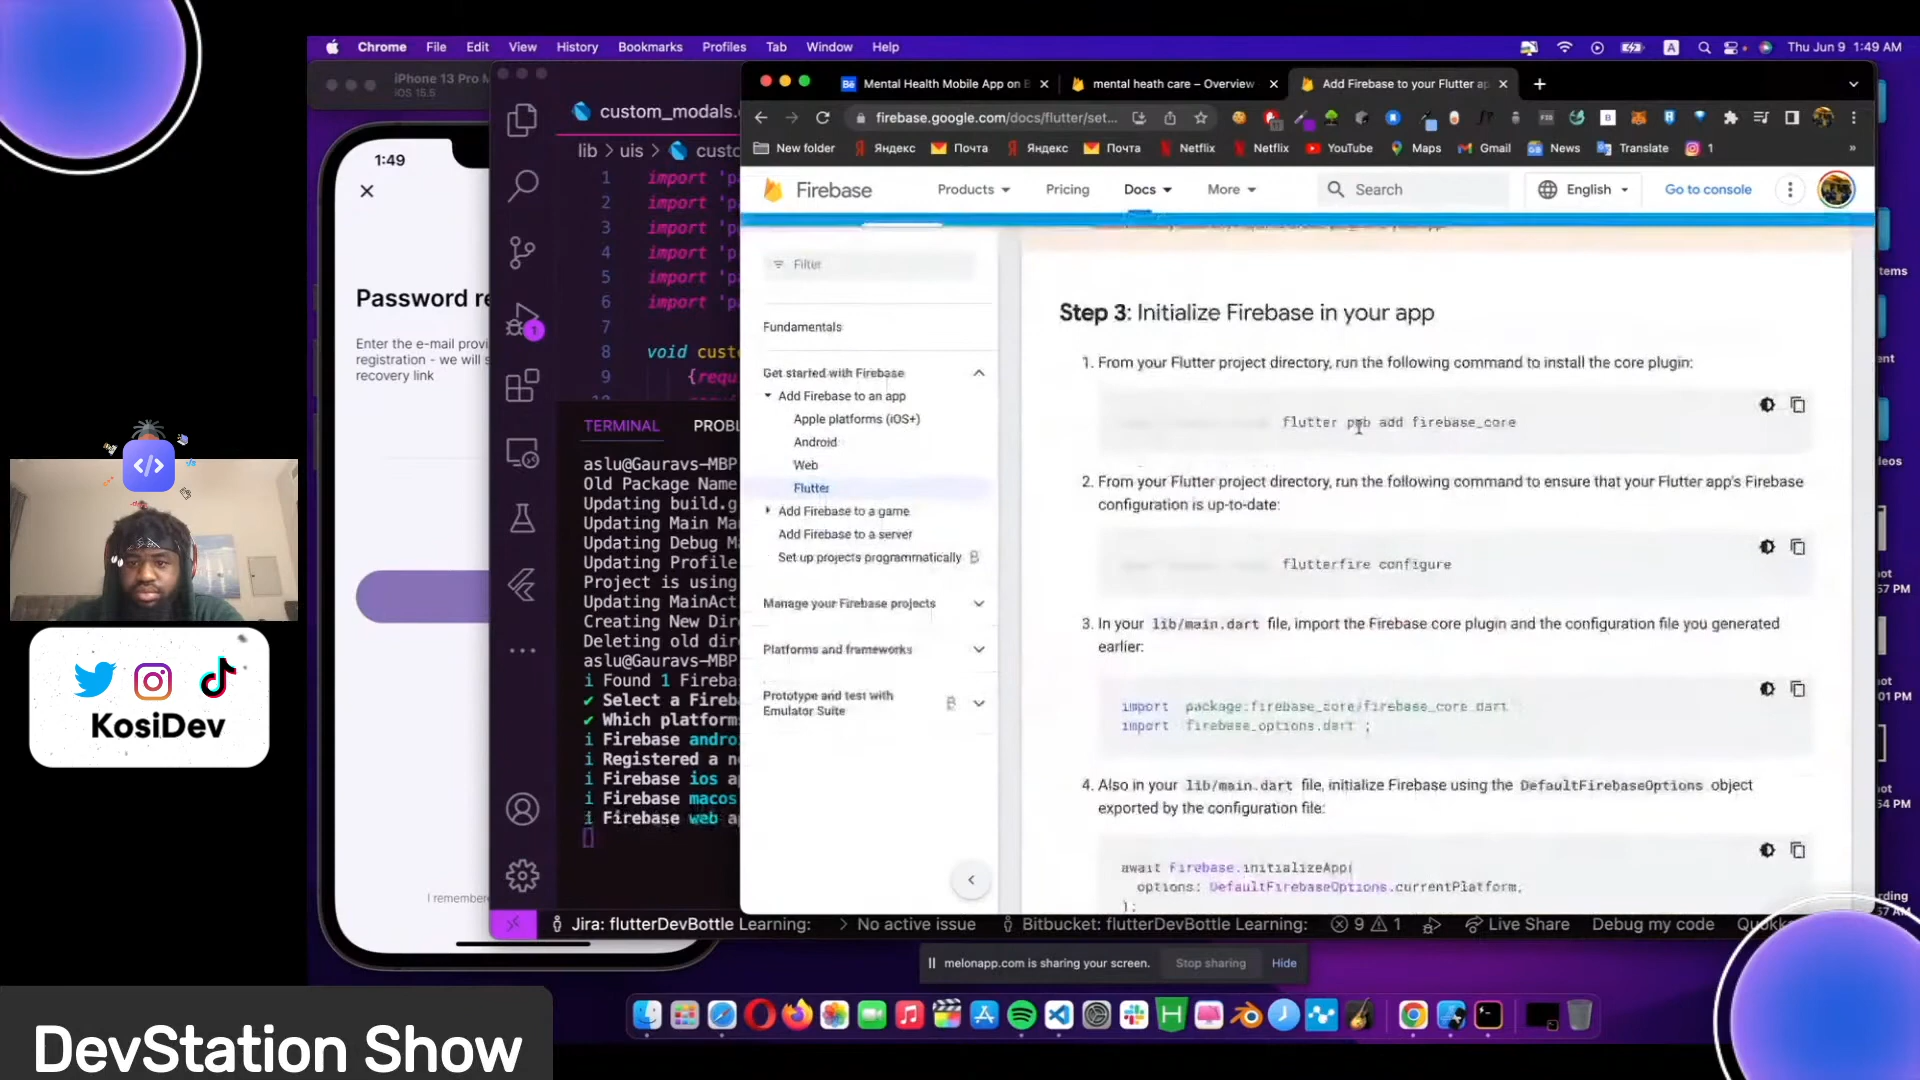 Chrome File Edit View History Bookmarks Profiles Tab Window Help
A Thu Jun 9 1:49 AM
iPhone 13 Pro M
iOS 15.5
1:49
Password re
Enter the e-mail provi
registration - we will s
recovery link
I remembere
custom_modals.
lib > uis > custo
1 import 'p
2 import 'p
3 import 'p
4 import 'p
5 import 'p
6 import 'p
7
8 void cust
9 {requ
1
TERMINAL PROBL
aslu@Gauravs-MBP
Old Package Name
Updating build.g
Updating Main Ma
Updating Debug M
Updating Profile
Project is using
Updating MainAct
Creating New Dir
Deleting old dir
aslu@Gauravs-MBP
i Found 1 Fireba
✔ Select a Fireb
✔ Which platform
i Firebase andro
i Registered a n
i Firebase ios a
i Firebase macos
i Firebase web a
Mental Health Mobile App on B
mental heath care – Overview
Add Firebase to your Flutter ap
firebase.google.com/docs/flutter/set...
New folder Яндекс Почта Яндекс Почта Netflix Netflix YouTube Maps Gmail News Translate 1 »
Firebase Products Pricing Docs More Search English Go to console
Filter
Fundamentals
Get started with Firebase
Add Firebase to an app
Apple platforms (iOS+)
Android
Web
Flutter
Add Firebase to a game
Add Firebase to a server
Set up projects programmatically
Manage your Firebase projects
Platforms and frameworks
Prototype and test with
Emulator Suite
Step 3: Initialize Firebase in your app
1. From your Flutter project directory, run the following command to install the core plugin:
flutter pub add firebase_core
2. From your Flutter project directory, run the following command to ensure that your Flutter app's Firebase
configuration is up-to-date:
flutterfire configure
3. In your lib/main.dart file, import the Firebase core plugin and the configuration file you generated
earlier:
import package:firebase_core/firebase_core dart
import firebase_options.dart ;
4. Also in your lib/main.dart file, initialize Firebase using the DefaultFirebaseOptions object
exported by the configuration file:
await Firebase.initializeApp(
options: DefaultFirebaseOptions.currentPlatform,
);
Jira: flutterDevBottle Learning: > No active issue Bitbucket: flutterDevBottle Learning: 9 1 Live Share Debug my code Quokk
melonapp.com is sharing your screen. Stop sharing Hide
KosiDev
DevStation Show